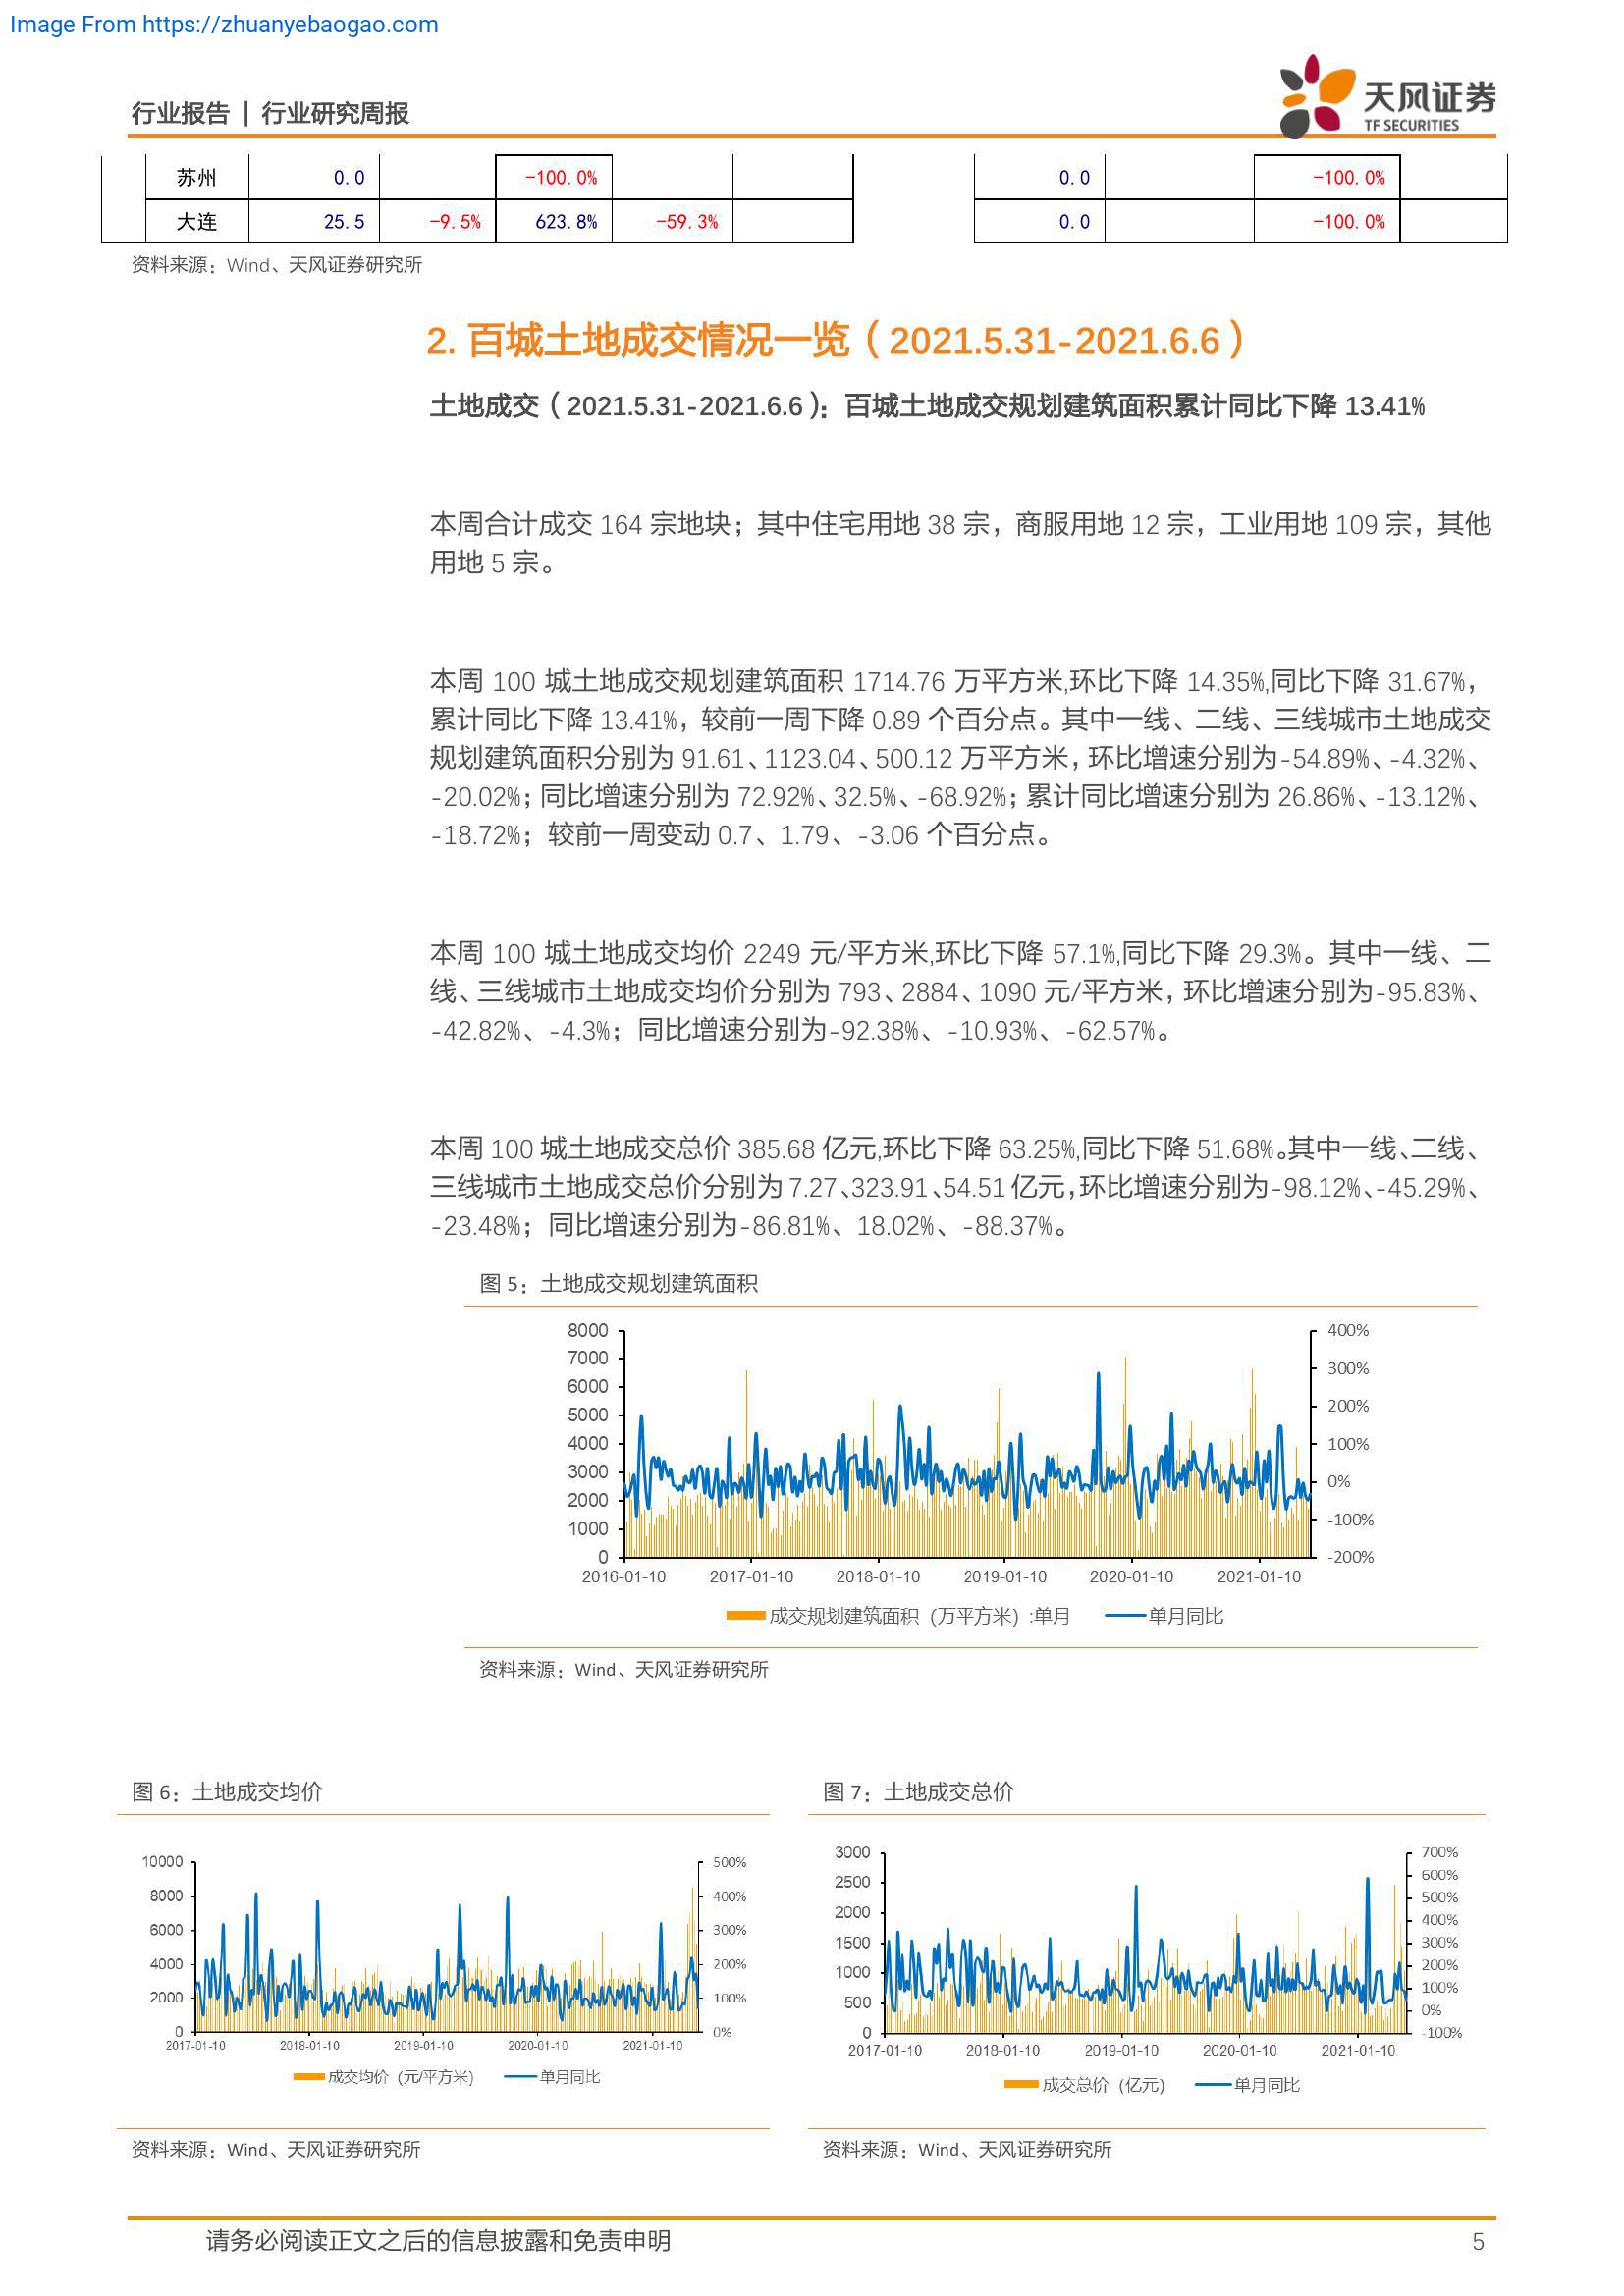 Image From https://zhuanyebaogao.com
行业报告 | 行业研究周报
天风证券
TF SECURITIES
苏州 0.0 -100.0% 0.0 -100.0%
大连 25.5 -9.5% 623.8% -59.3% 0.0 -100.0%
资料来源：Wind、天风证券研究所
2. 百城土地成交情况一览（2021.5.31-2021.6.6）
土地成交（2021.5.31-2021.6.6）：百城土地成交规划建筑面积累计同比下降 13.41%
本周合计成交 164 宗地块；其中住宅用地 38 宗，商服用地 12 宗，工业用地 109 宗，其他
用地 5 宗。
本周 100 城土地成交规划建筑面积 1714.76 万平方米,环比下降 14.35%,同比下降 31.67%，
累计同比下降 13.41%，较前一周下降 0.89 个百分点。其中一线、二线、三线城市土地成交
规划建筑面积分别为 91.61、1123.04、500.12 万平方米，环比增速分别为-54.89%、-4.32%、
-20.02%；同比增速分别为 72.92%、32.5%、-68.92%；累计同比增速分别为 26.86%、-13.12%、
-18.72%；较前一周变动 0.7、1.79、-3.06 个百分点。
本周 100 城土地成交均价 2249 元/平方米,环比下降 57.1%,同比下降 29.3%。其中一线、二
线、三线城市土地成交均价分别为 793、2884、1090 元/平方米，环比增速分别为-95.83%、
-42.82%、-4.3%；同比增速分别为-92.38%、-10.93%、-62.57%。
本周 100 城土地成交总价 385.68 亿元,环比下降 63.25%,同比下降 51.68%。其中一线、二线、
三线城市土地成交总价分别为 7.27、323.91、54.51 亿元，环比增速分别为-98.12%、-45.29%、
-23.48%；同比增速分别为-86.81%、18.02%、-88.37%。
图 5：土地成交规划建筑面积
8000 400%
7000 300%
6000 200%
5000 100%
4000 0%
3000 -100%
2000 -200%
1000
0
2016-01-10 2017-01-10 2018-01-10 2019-01-10 2020-01-10 2021-01-10
成交规划建筑面积（万平方米）:单月 单月同比
资料来源：Wind、天风证券研究所
图 6：土地成交均价
10000 500%
8000 400%
6000 300%
4000 200%
2000 100%
0 0%
2017-01-10 2018-01-10 2019-01-10 2020-01-10 2021-01-10
成交均价（元/平方米） 单月同比
资料来源：Wind、天风证券研究所
图 7：土地成交总价
3000 700%
2500 600%
2000 500%
1500 400%
1000 300%
500 200%
0 100%
0%
-100%
2017-01-10 2018-01-10 2019-01-10 2020-01-10 2021-01-10
成交总价（亿元） 单月同比
资料来源：Wind、天风证券研究所
请务必阅读正文之后的信息披露和免责申明 5